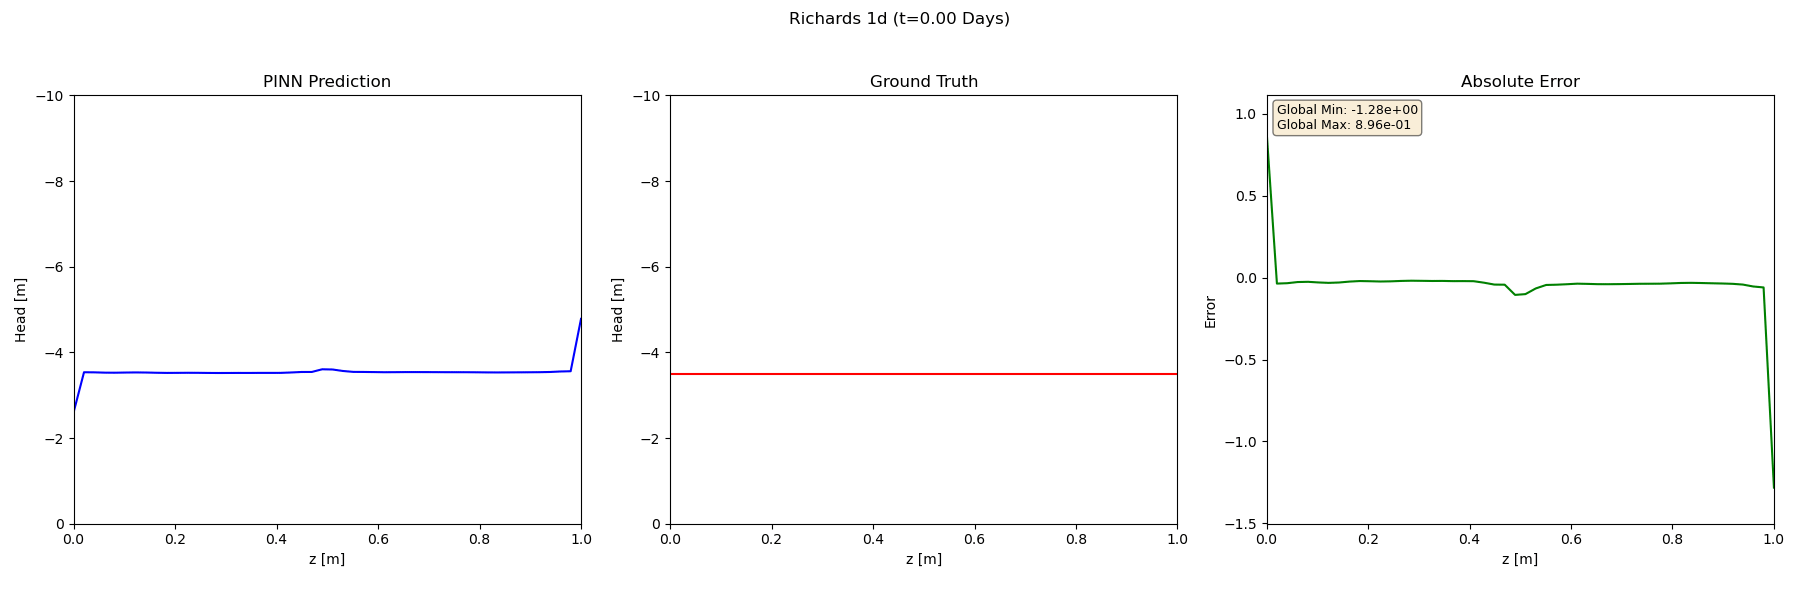 Richards 1d (t=0.00 Days)
PINN Prediction
−10
−8
−6
−4
−2
0
Head [m]
0.0 0.2 0.4 0.6 0.8 1.0
z [m]
Ground Truth
−10
−8
−6
−4
−2
0
Head [m]
0.0 0.2 0.4 0.6 0.8 1.0
z [m]
Absolute Error
Global Min: -1.28e+00
Global Max: 8.96e-01
1.0
0.5
0.0
−0.5
−1.0
−1.5
Error
0.0 0.2 0.4 0.6 0.8 1.0
z [m]